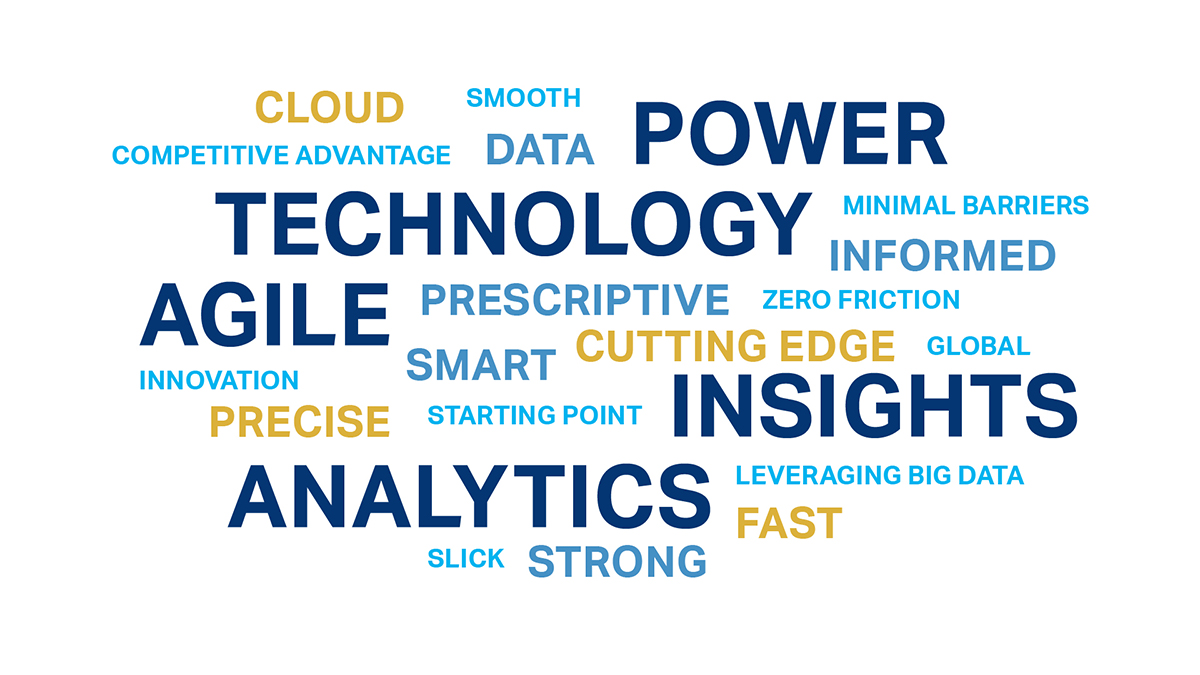 CLOUD
SMOOTH
POWER
COMPETITIVE ADVANTAGE
DATA
TECHNOLOGY
MINIMAL BARRIERS
INFORMED
AGILE
PRESCRIPTIVE
ZERO FRICTION
SMART
CUTTING EDGE
GLOBAL
INNOVATION
INSIGHTS
PRECISE
STARTING POINT
ANALYTICS
LEVERAGING BIG DATA
FAST
SLICK
STRONG